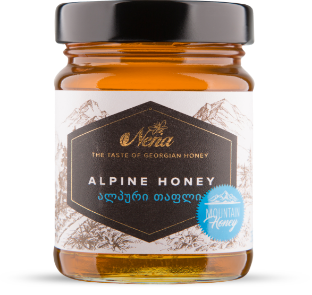 Nena
THE TASTE OF GEORGIAN HONEY
ALPINE HONEY
ალპური თაფლი
MOUNTAIN
Honey